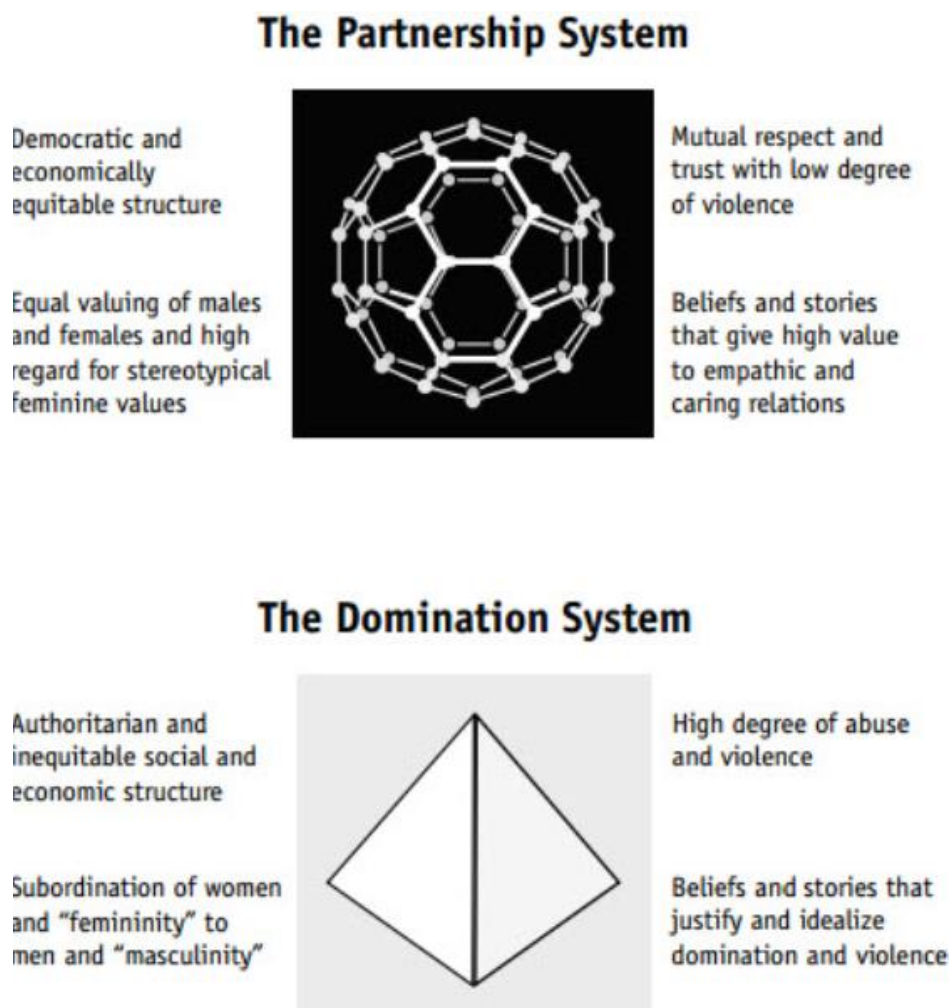 The Partnership System
Democratic and
economically
equitable structure
Mutual respect and
trust with low degree
of violence
Equal valuing of males
and females and high
regard for stereotypical
feminine values
Beliefs and stories
that give high value
to empathic and
caring relations
The Domination System
Authoritarian and
inequitable social and
economic structure
High degree of abuse
and violence
Subordination of women
and “femininity” to
men and “masculinity”
Beliefs and stories that
justify and idealize
domination and violence